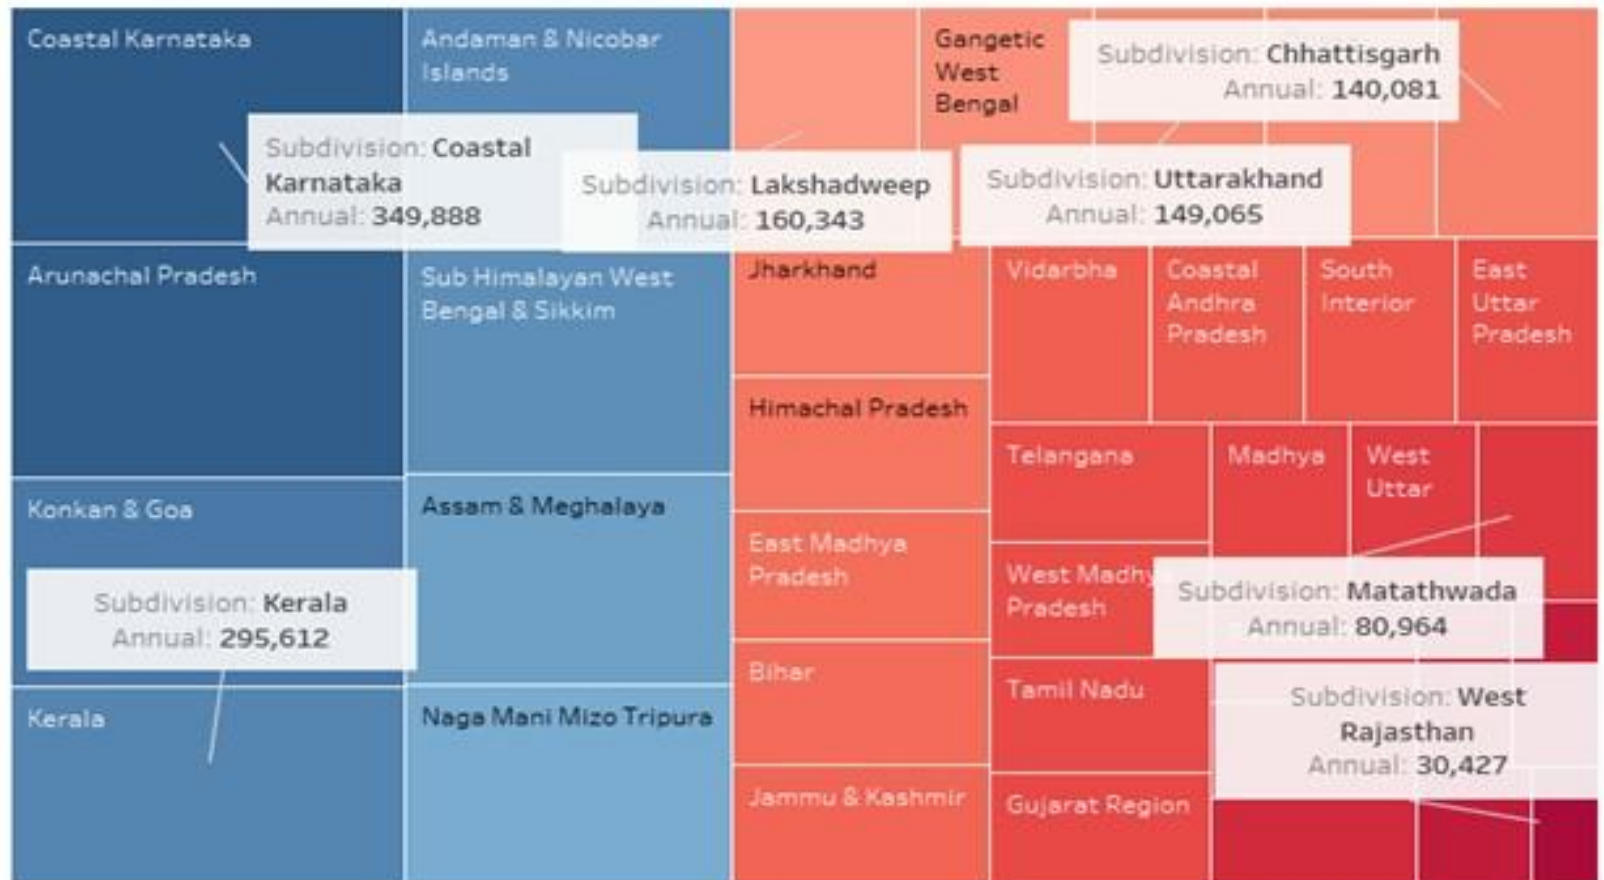 Coastal Karnataka
Andaman & Nicobar
Islands
Gangetic
West
Bengal
Subdivision: Chhattisgarh
Annual: 140,081
Subdivision: Coastal
Karnataka
Annual: 349,888
Subdivision: Lakshadweep
Annual: 160,343
Subdivision: Uttarakhand
Annual: 149,065
Arunachal Pradesh
Sub Himalayan West
Bengal & Sikkim
Jharkhand
Vidarbha
Coastal
Andhra
Pradesh
South
Interior
East
Uttar
Pradesh
Himachal Pradesh
Konkan & Goa
Assam & Meghalaya
East Madhya
Pradesh
Telangana
Madhya
West
Uttar
West Madhy
Pradesh
Subdivision: Matathwada
Annual: 80,964
Subdivision: Kerala
Annual: 295,612
Kerala
Naga Mani Mizo Tripura
Bihar
Tamil Nadu
Subdivision: West
Rajasthan
Annual: 30,427
Jammu & Kashmir
Gujarat Region